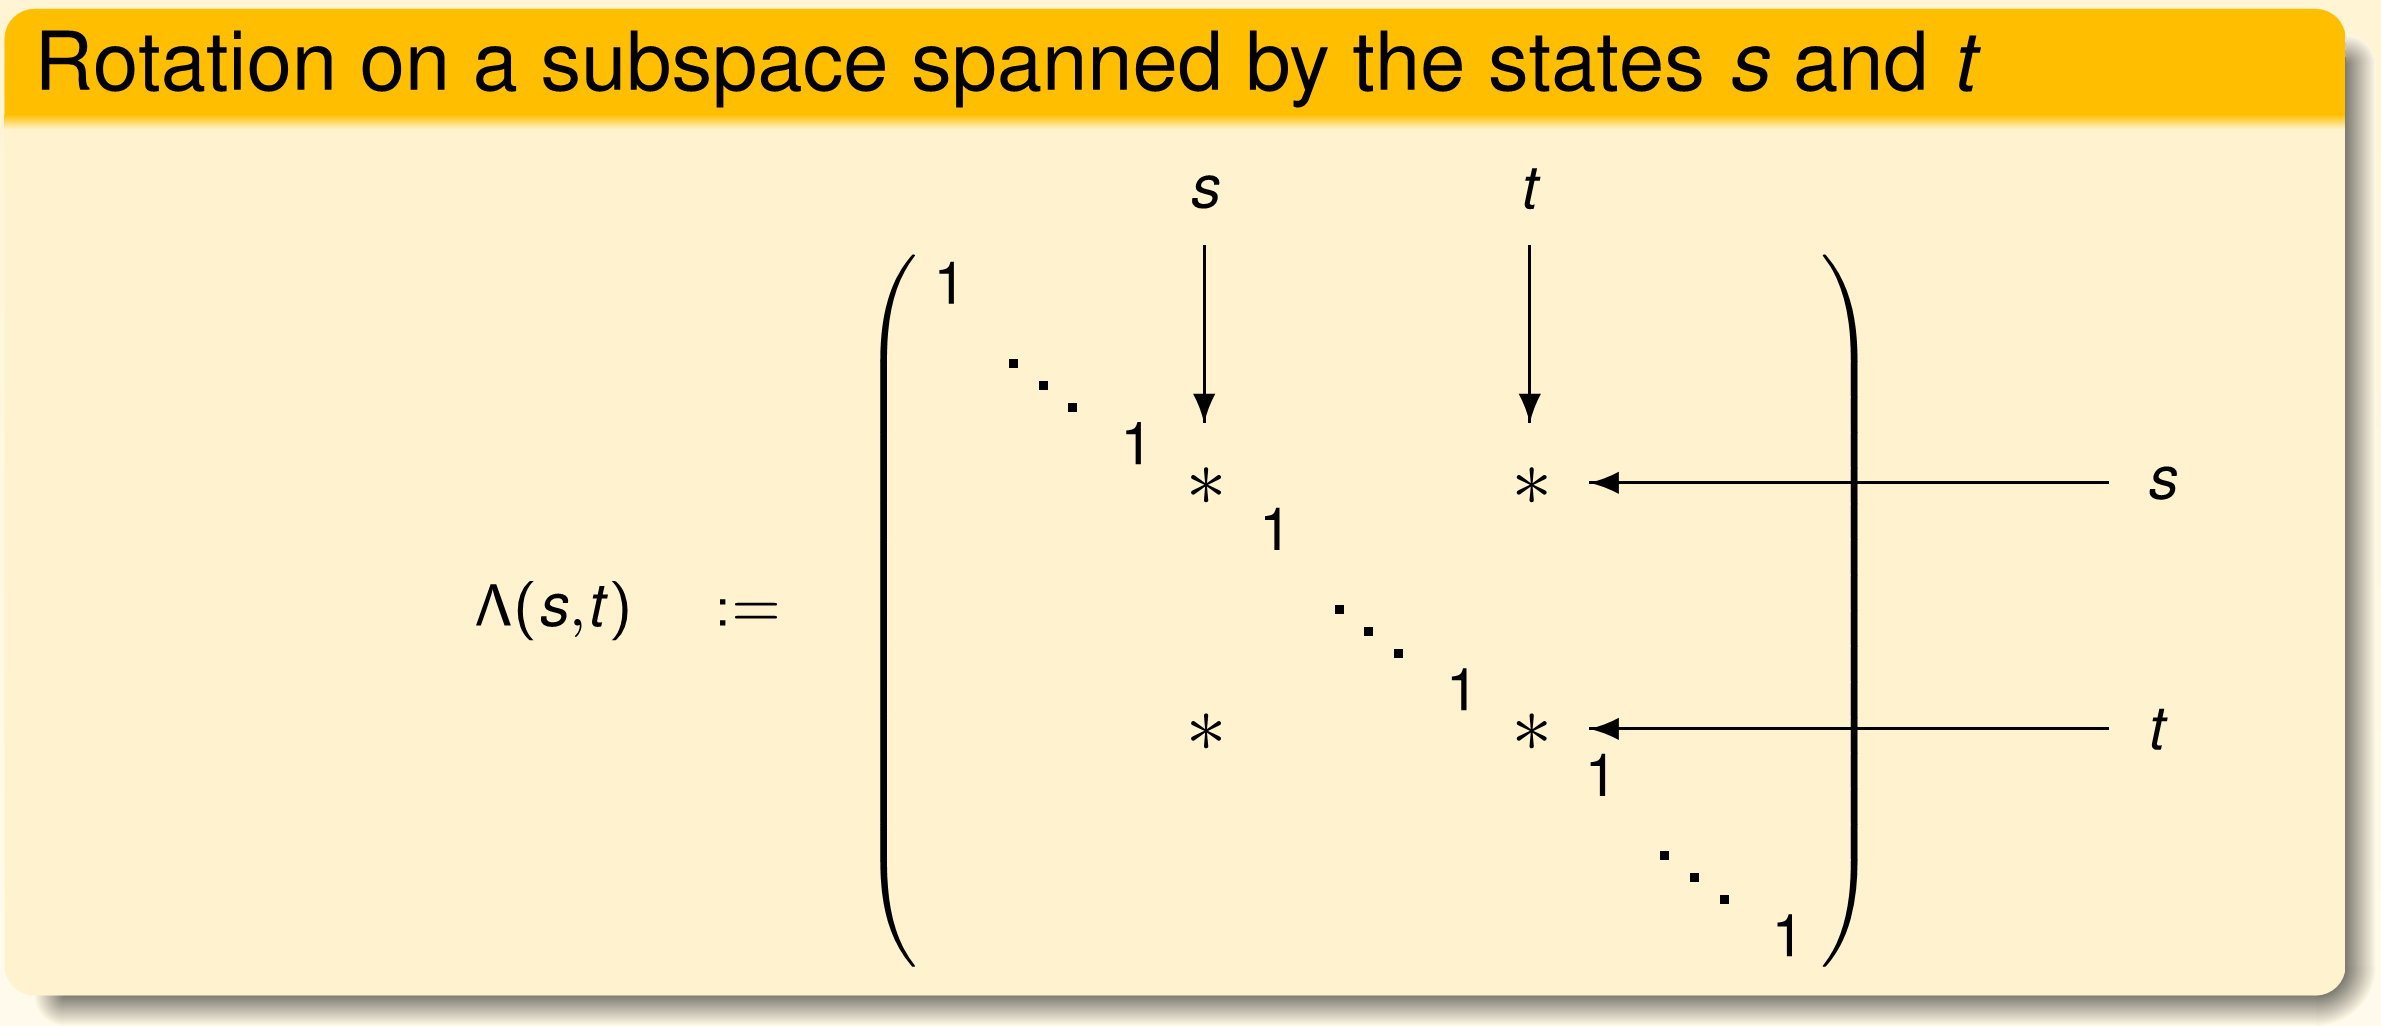 Rotation on a subspace spanned by the states s and t
s t
1
⋱
1
* * s
1
Λ(s,t) :=
⋱
1
* * t
1
⋱
1